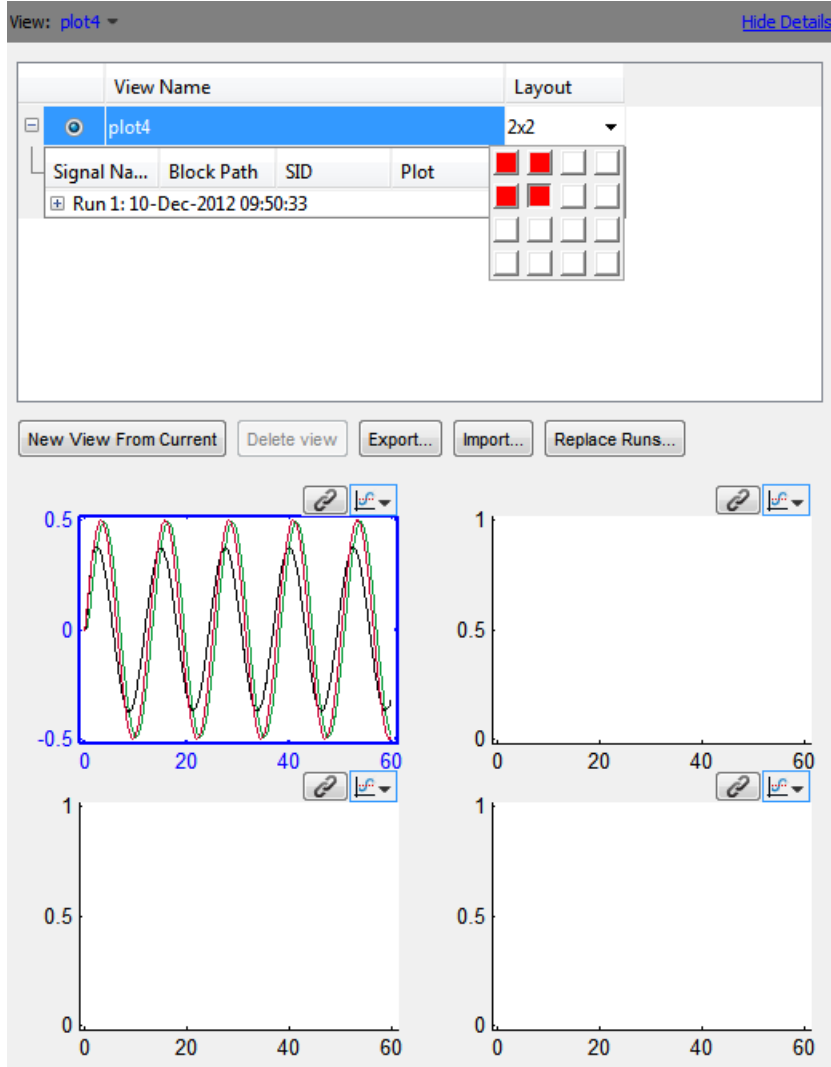 View: plot4 Hide Details
View Name Layout
plot4 2x2
Signal Na... Block Path SID Plot
Run 1: 10-Dec-2012 09:50:33
New View From Current Delete view Export... Import... Replace Runs...
0.5 1
0 0.5
-0.5 0
0 20 40 60 0 20 40 60
1 1
0.5 0.5
0 0
0 20 40 60 0 20 40 60